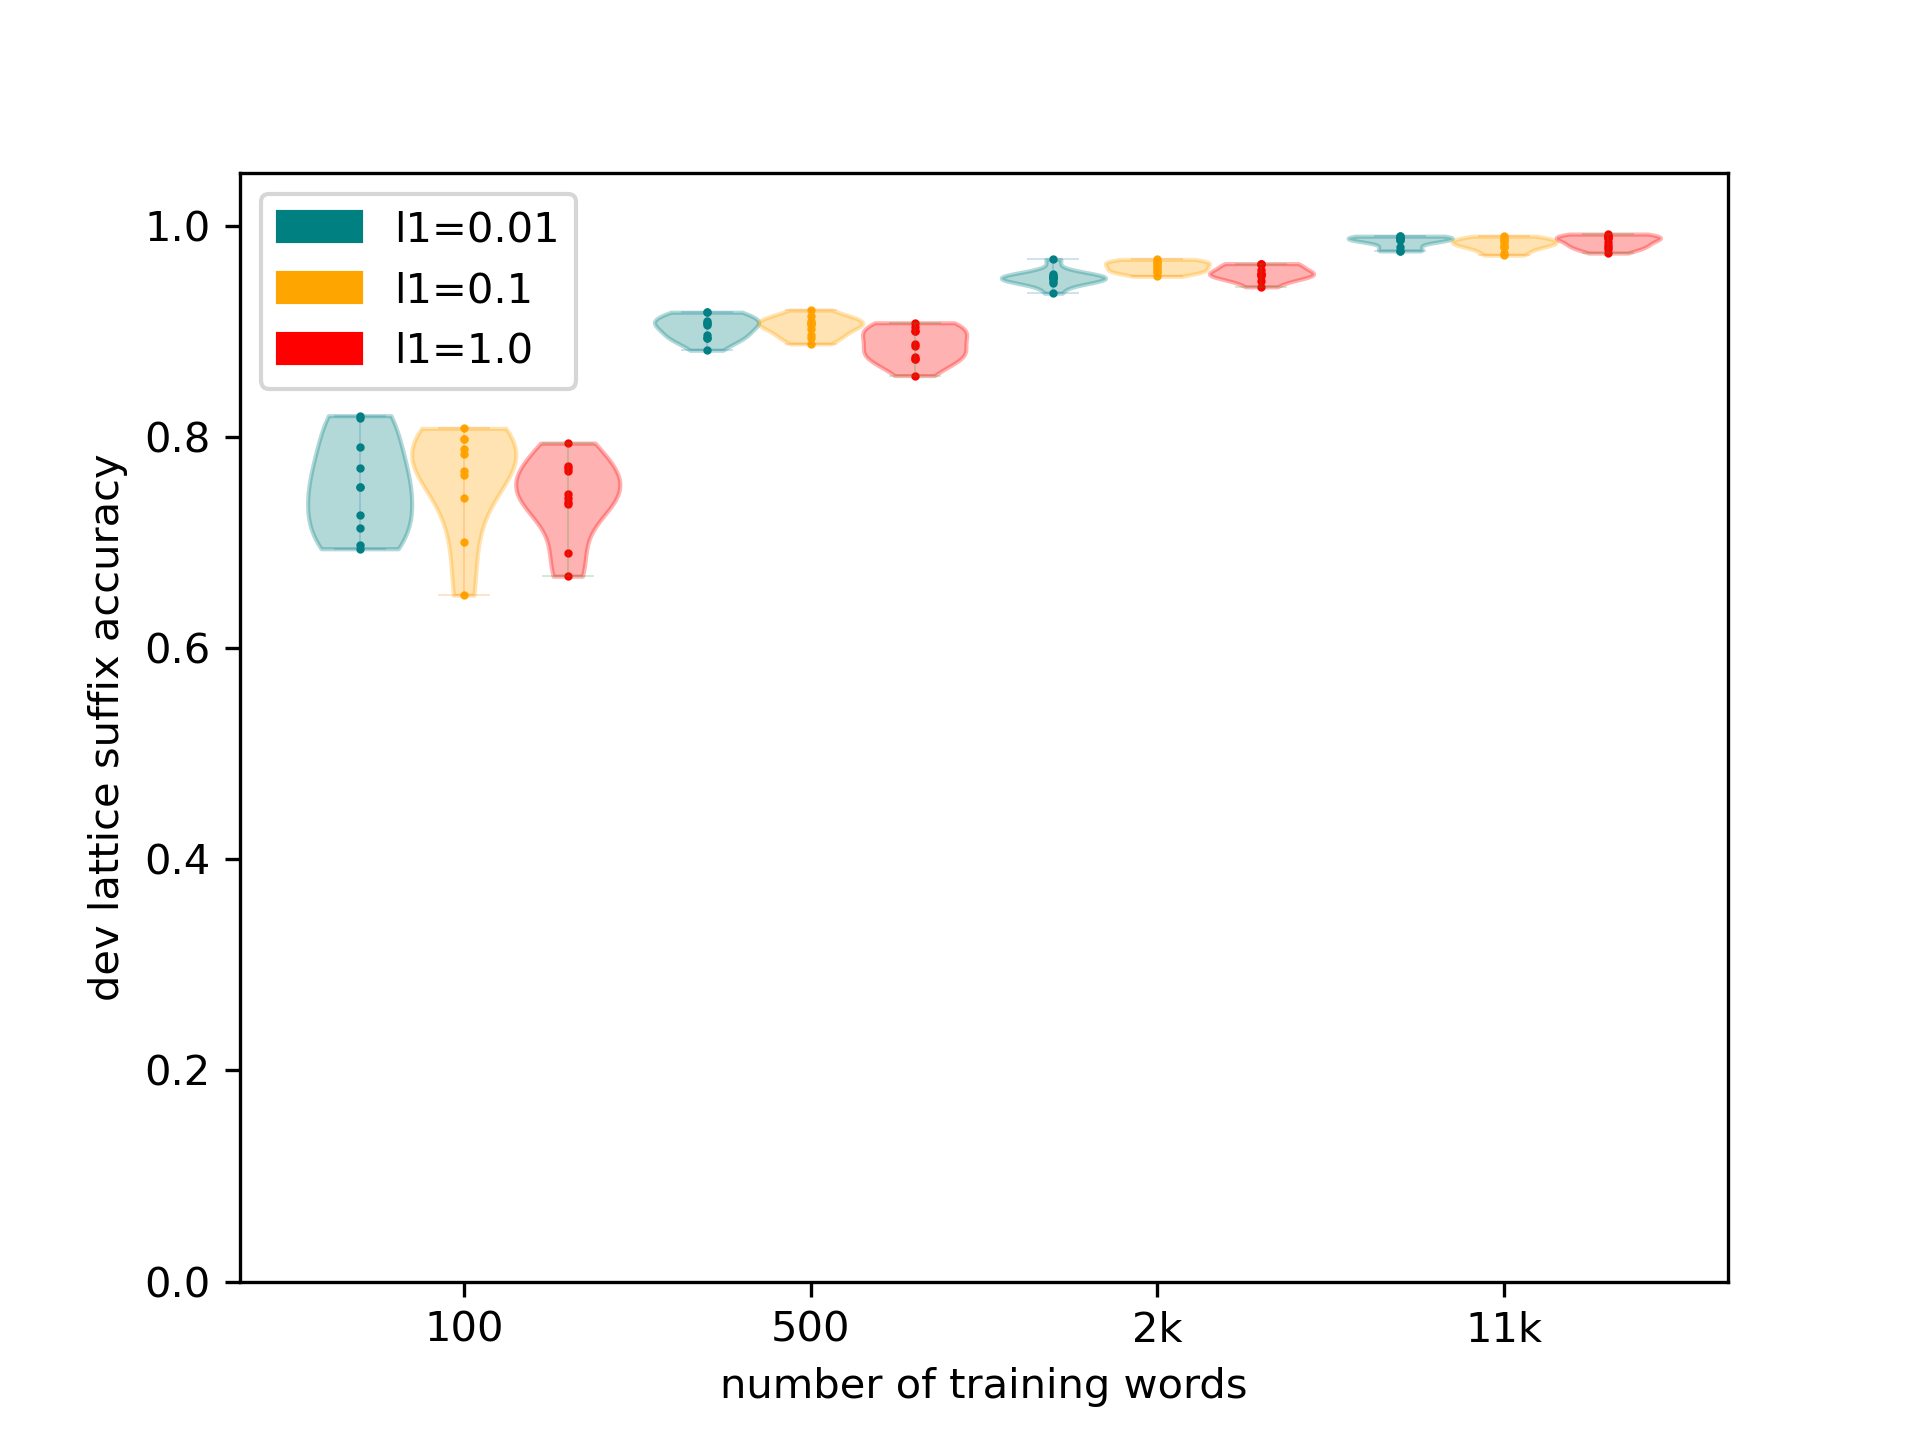 l1=0.01
l1=0.1
l1=1.0
1.0
0.8
0.6
0.4
0.2
0.0
dev lattice suffix accuracy
100 500 2k 11k
number of training words